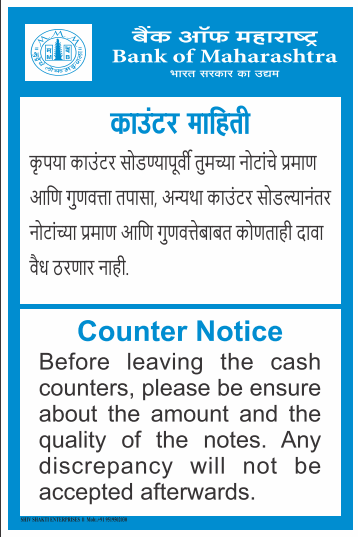 बैंक ऑफ महाराष्ट्र
Bank of Maharashtra
भारत सरकार का उद्यम
काउंटर माहिती
कृपया काउंटर सोडण्यापूर्वी तुमच्या नोटांचे प्रमाण
आणि गुणवत्ता तपासा, अन्यथा काउंटर सोडल्यानंतर
नोटांच्या प्रमाण आणि गुणवत्तेबाबत कोणताही दावा
वैध ठरणार नाही.
Counter Notice
Before leaving the cash
counters, please be ensure
about the amount and the
quality of the notes. Any
discrepancy will not be
accepted afterwards.